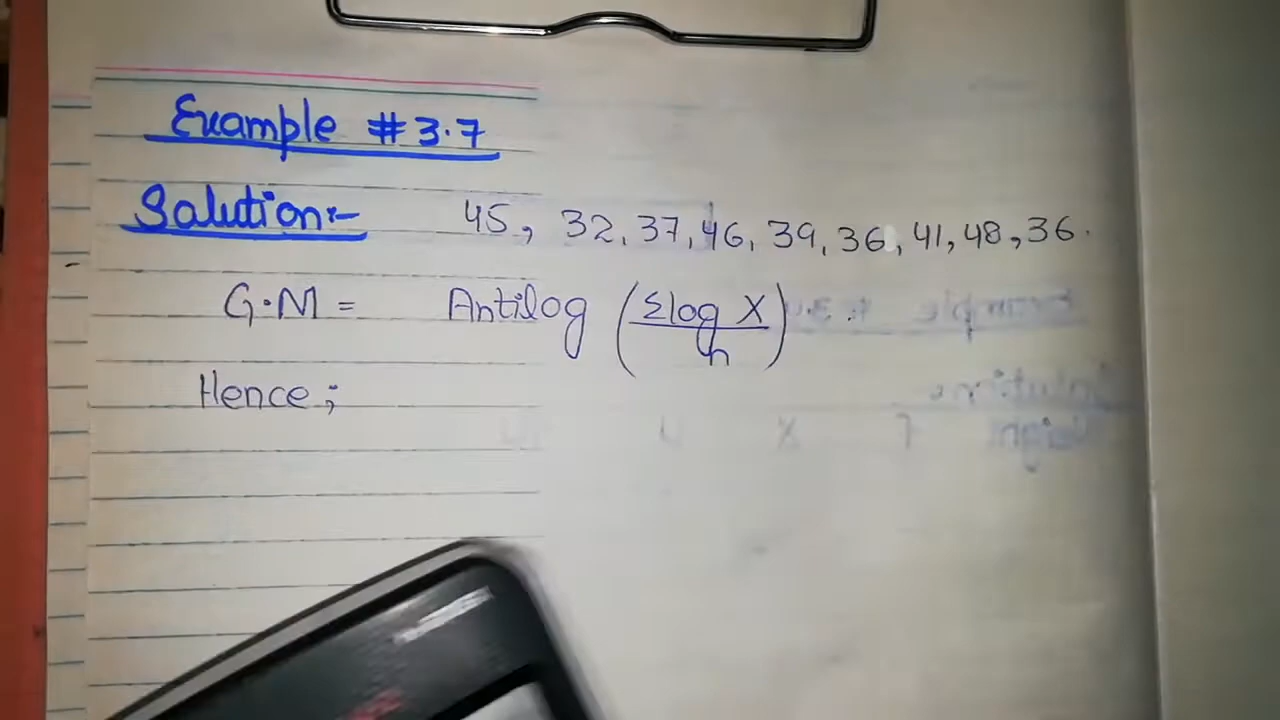 Example #3.7
Solution:- 45, 32, 37, 46, 39, 36, 41, 48, 36.
G.M = Antilog (Σlog X / n)
Hence;